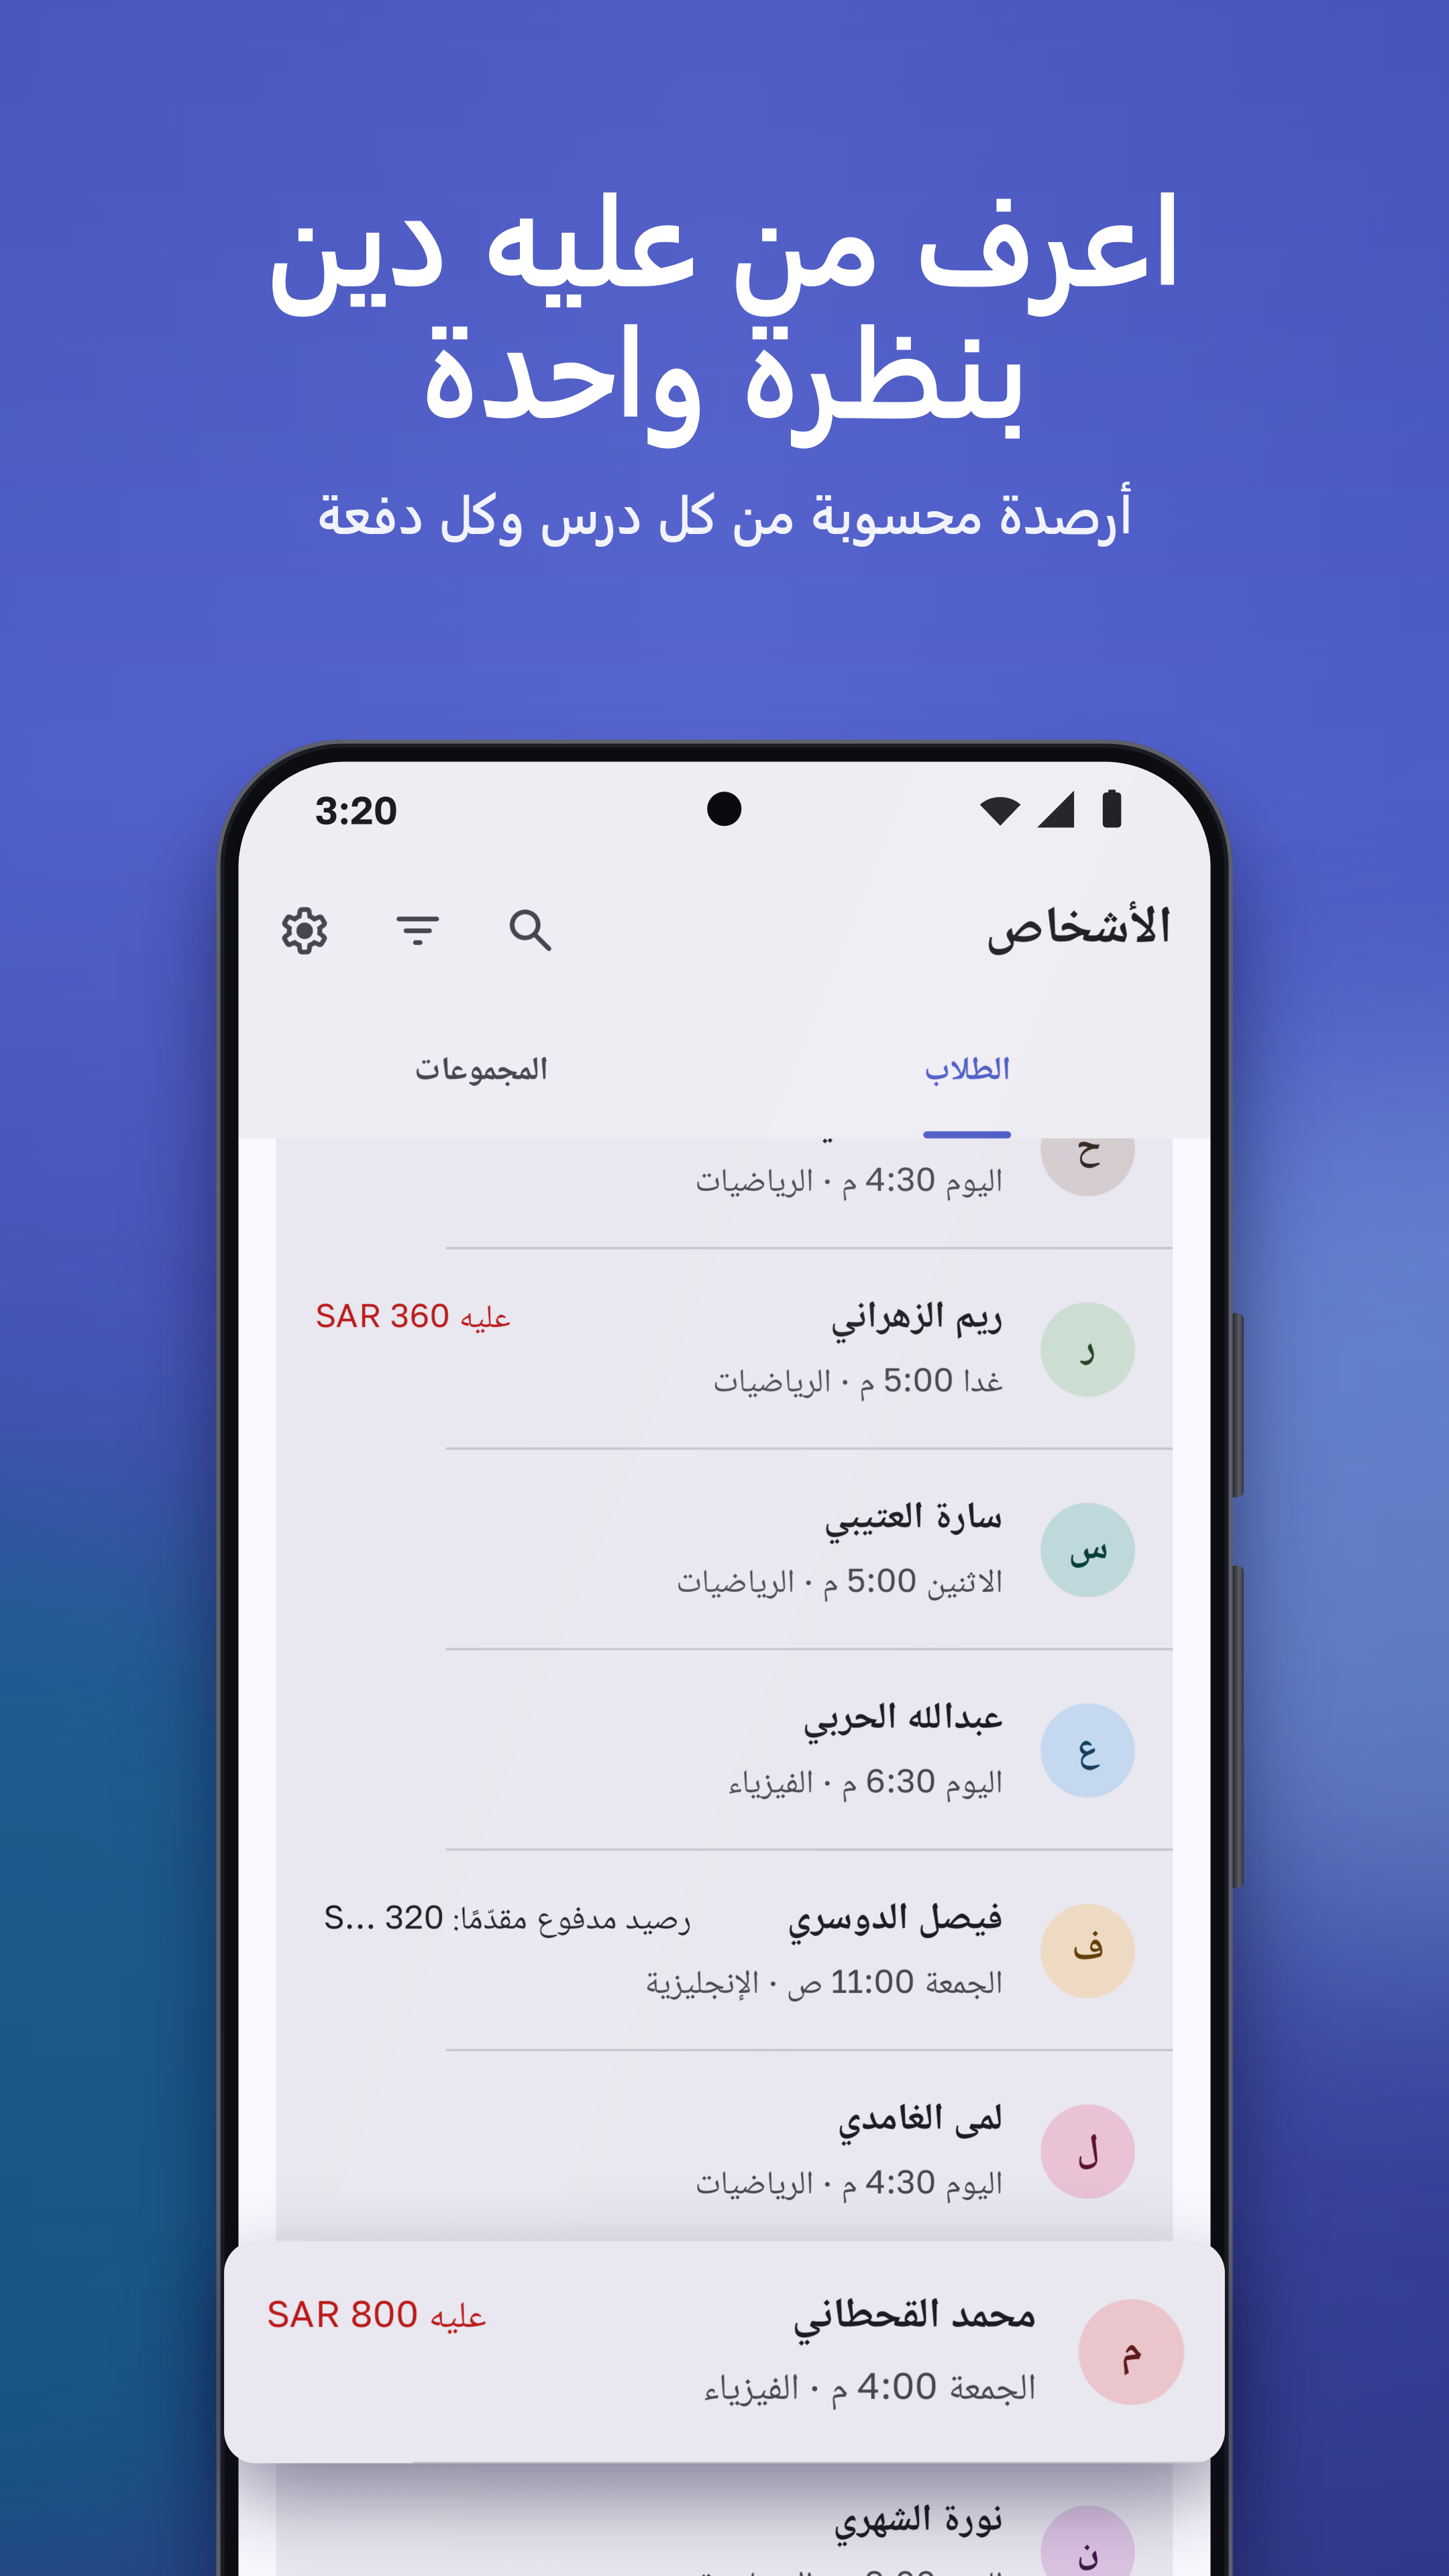 اعرف من عليه دين
بنظرة واحدة
أرصدة محسوبة من كل درس وكل دفعة
3:20
الأشخاص
الطلاب
المجموعات
ح
اليوم 4:30 م · الرياضيات
ر
ريم الزهراني
عليه 360 SAR
غدا 5:00 م · الرياضيات
س
سارة العتيبي
الاثنين 5:00 م · الرياضيات
ع
عبدالله الحربي
اليوم 6:30 م · الفيزياء
ف
فيصل الدوسري
رصيد مدفوع مقدّمًا: 320 S...
الجمعة 11:00 ص · الإنجليزية
ل
لمى الغامدي
اليوم 4:30 م · الرياضيات
م
محمد القحطاني
عليه 800 SAR
الجمعة 4:00 م · الفيزياء
ن
نورة الشهري